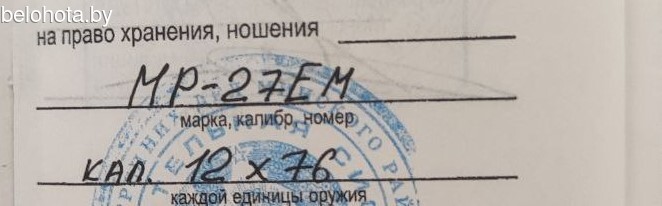 belohota.by
на право хранения, ношения
МР-27ЕМ
марка, калибр, номер
кал. 12 х 76
каждой единицы оружия